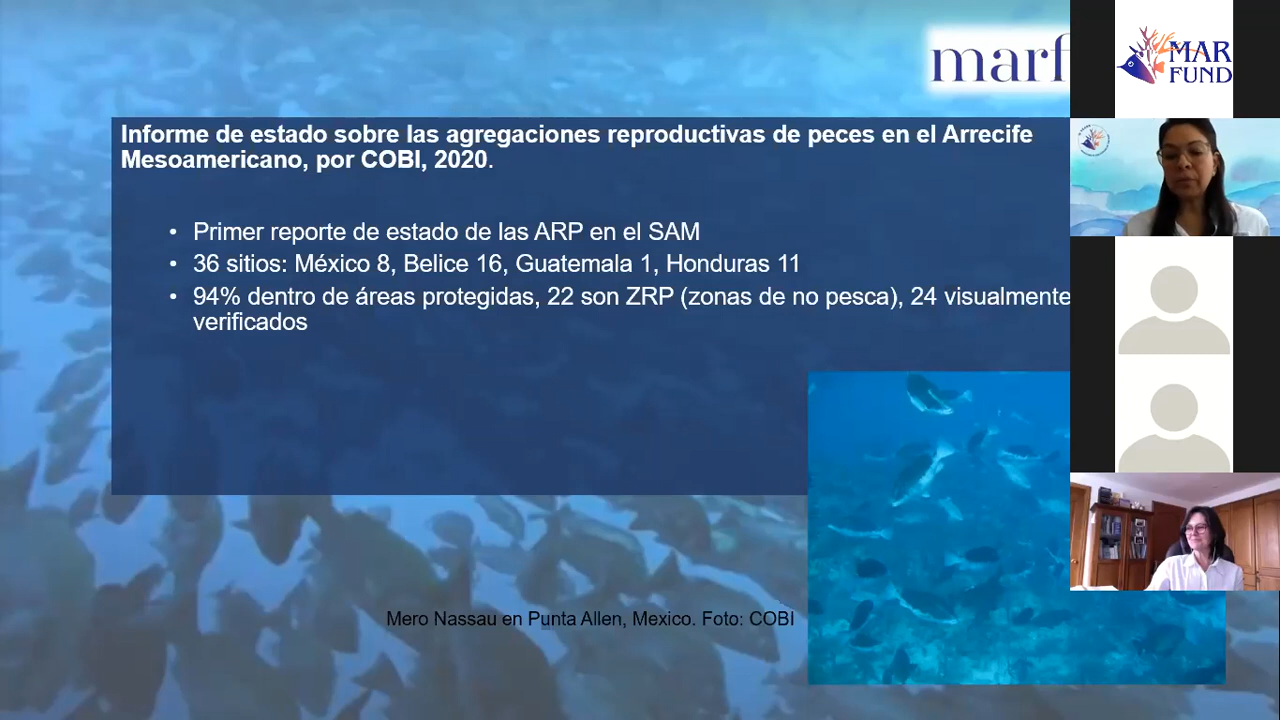 marf
MAR
FUND
Informe de estado sobre las agregaciones reproductivas de peces en el Arrecife
Mesoamericano, por COBI, 2020.
• Primer reporte de estado de las ARP en el SAM
• 36 sitios: México 8, Belice 16, Guatemala 1, Honduras 11
• 94% dentro de áreas protegidas, 22 son ZRP (zonas de no pesca), 24 visualmente
verificados
Mero Nassau en Punta Allen, Mexico. Foto: COBI